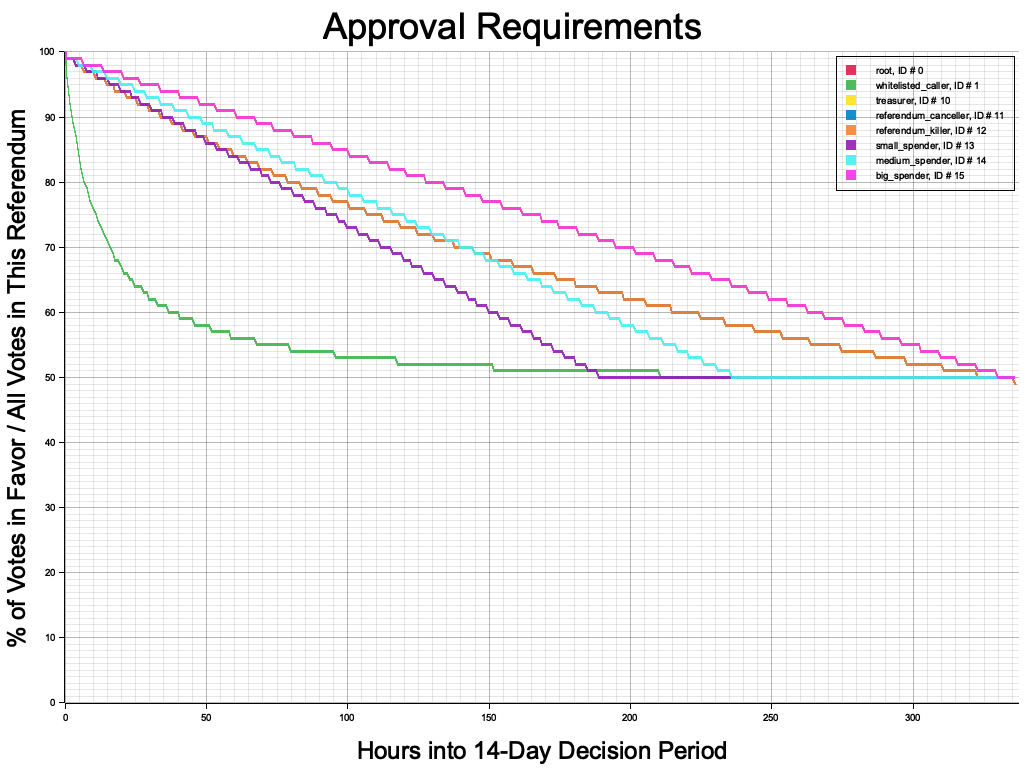 Approval Requirements
100
90
80
70
60
50
40
30
20
10
0
% of Votes in Favor / All Votes in This Referendum
root, ID # 0
whitelisted_caller, ID # 1
treasurer, ID # 10
referendum_canceller, ID # 11
referendum_killer, ID # 12
small_spender, ID # 13
medium_spender, ID # 14
big_spender, ID # 15
0 50 100 150 200 250 300
Hours into 14-Day Decision Period